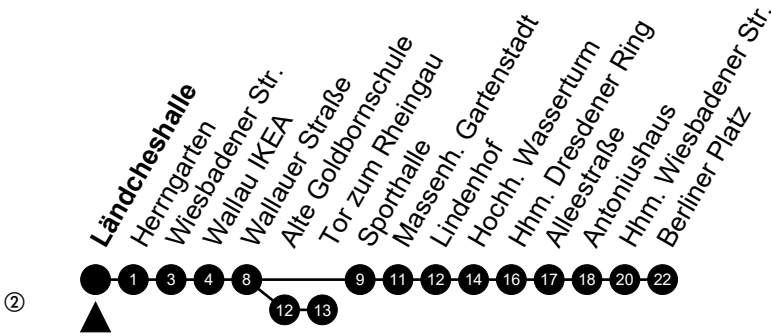 Ländcheshalle
Herrngarten
Wiesbadener Str.
Wallau IKEA
Wallauer Straße
Alte Goldbornschule
Tor zum Rheingau
Sporthalle
Massenh. Gartenstadt
Lindenhof
Hochh. Wasserturm
Hhm. Dresdener Ring
Alleestraße
Antoniushaus
Hhm. Wiesbadener Str.
Berliner Platz
1 3 4 8 9 11 12 14 16 17 18 20 22
② 12 13